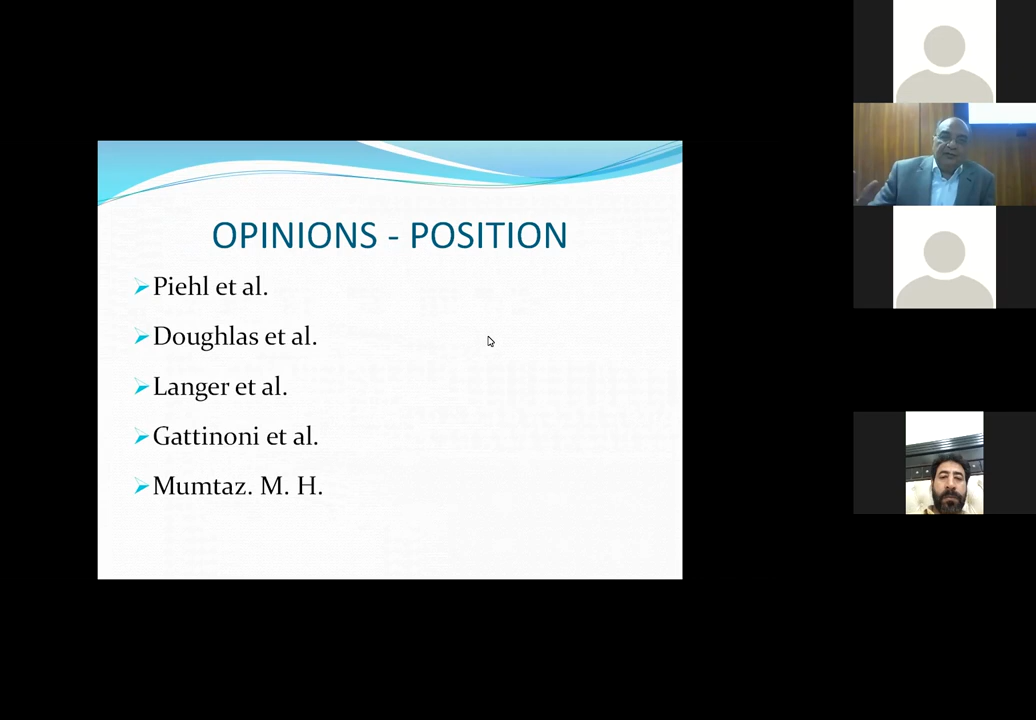 OPINIONS - POSITION
Piehl et al.
Doughlas et al.
Langer et al.
Gattinoni et al.
Mumtaz. M. H.